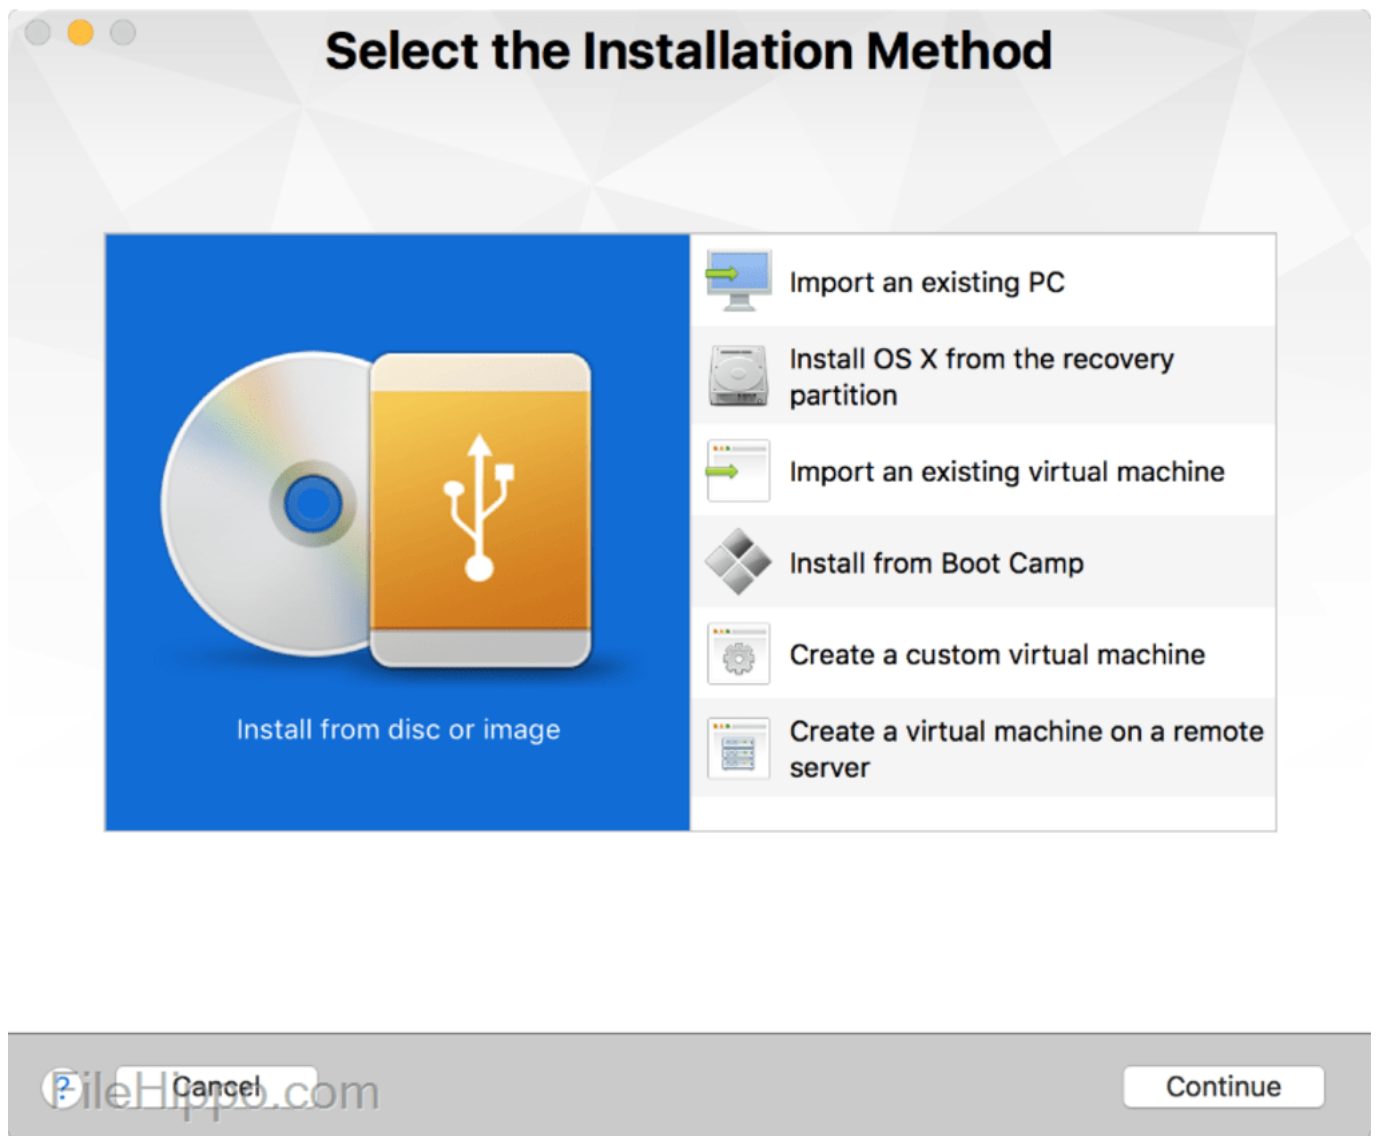 Select the Installation Method
Import an existing PC
Install OS X from the recovery
partition
Import an existing virtual machine
Install from Boot Camp
Create a custom virtual machine
Create a virtual machine on a remote
server
Install from disc or image
?
Cancel
FileHippo.com
Continue